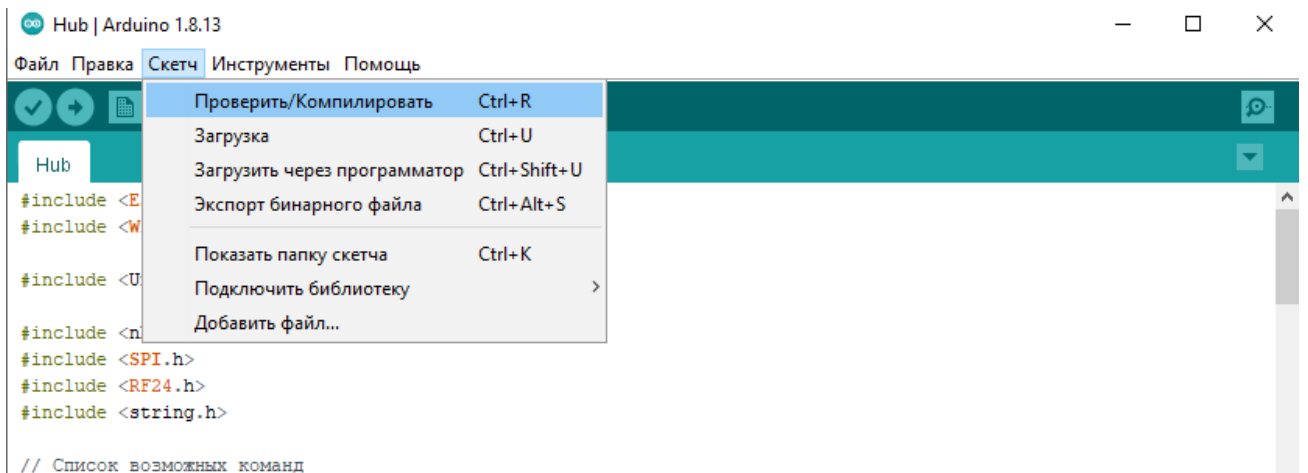 Hub | Arduino 1.8.13
Файл Правка Скетч Инструменты Помощь
Проверить/Компилировать Ctrl+R
Загрузка Ctrl+U
Загрузить через программатор Ctrl+Shift+U
Экспорт бинарного файла Ctrl+Alt+S
Показать папку скетча Ctrl+K
Подключить библиотеку
Добавить файл...
Hub
#include <E
#include <W
#include <U
#include <n
#include <SPI.h>
#include <RF24.h>
#include <string.h>
// Список возможных команд